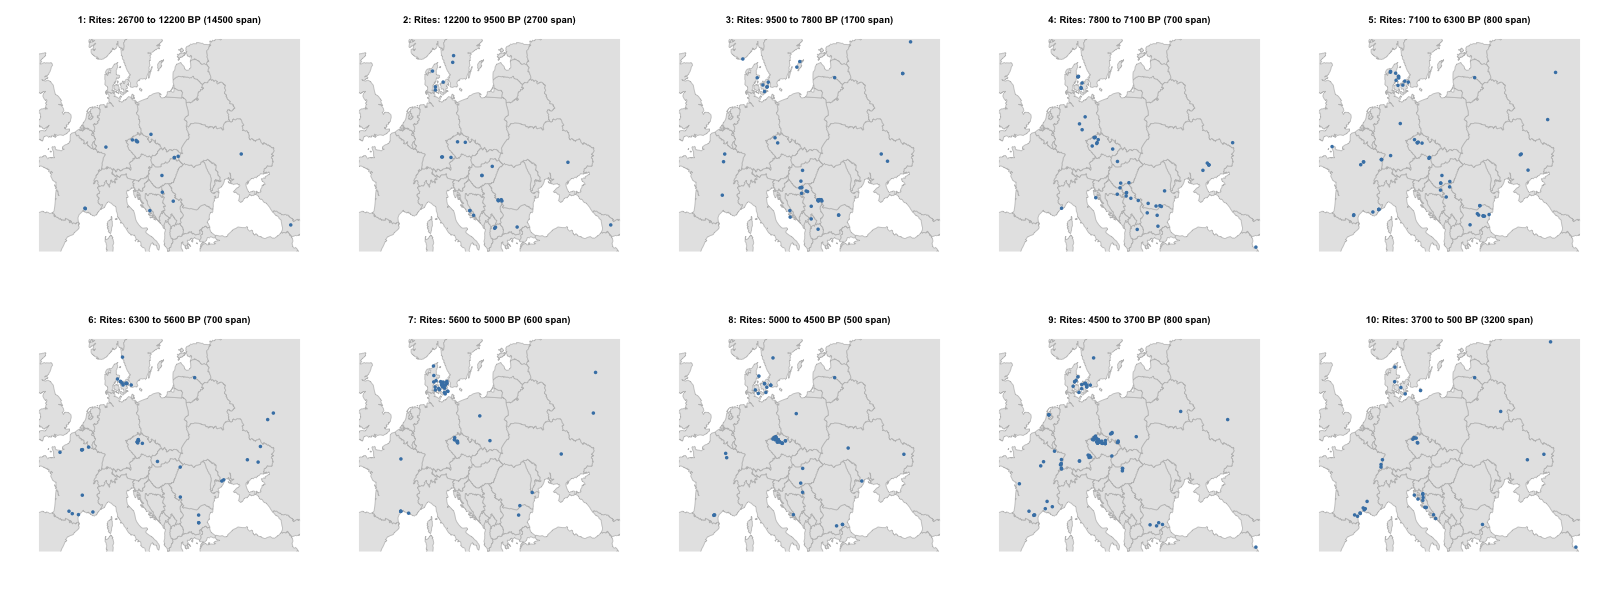 1: Rites: 26700 to 12200 BP (14500 span)
2: Rites: 12200 to 9500 BP (2700 span)
3: Rites: 9500 to 7800 BP (1700 span)
4: Rites: 7800 to 7100 BP (700 span)
5: Rites: 7100 to 6300 BP (800 span)
6: Rites: 6300 to 5600 BP (700 span)
7: Rites: 5600 to 5000 BP (600 span)
8: Rites: 5000 to 4500 BP (500 span)
9: Rites: 4500 to 3700 BP (800 span)
10: Rites: 3700 to 500 BP (3200 span)